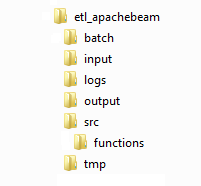 etl_apachebeam
batch
input
logs
output
src
functions
tmp